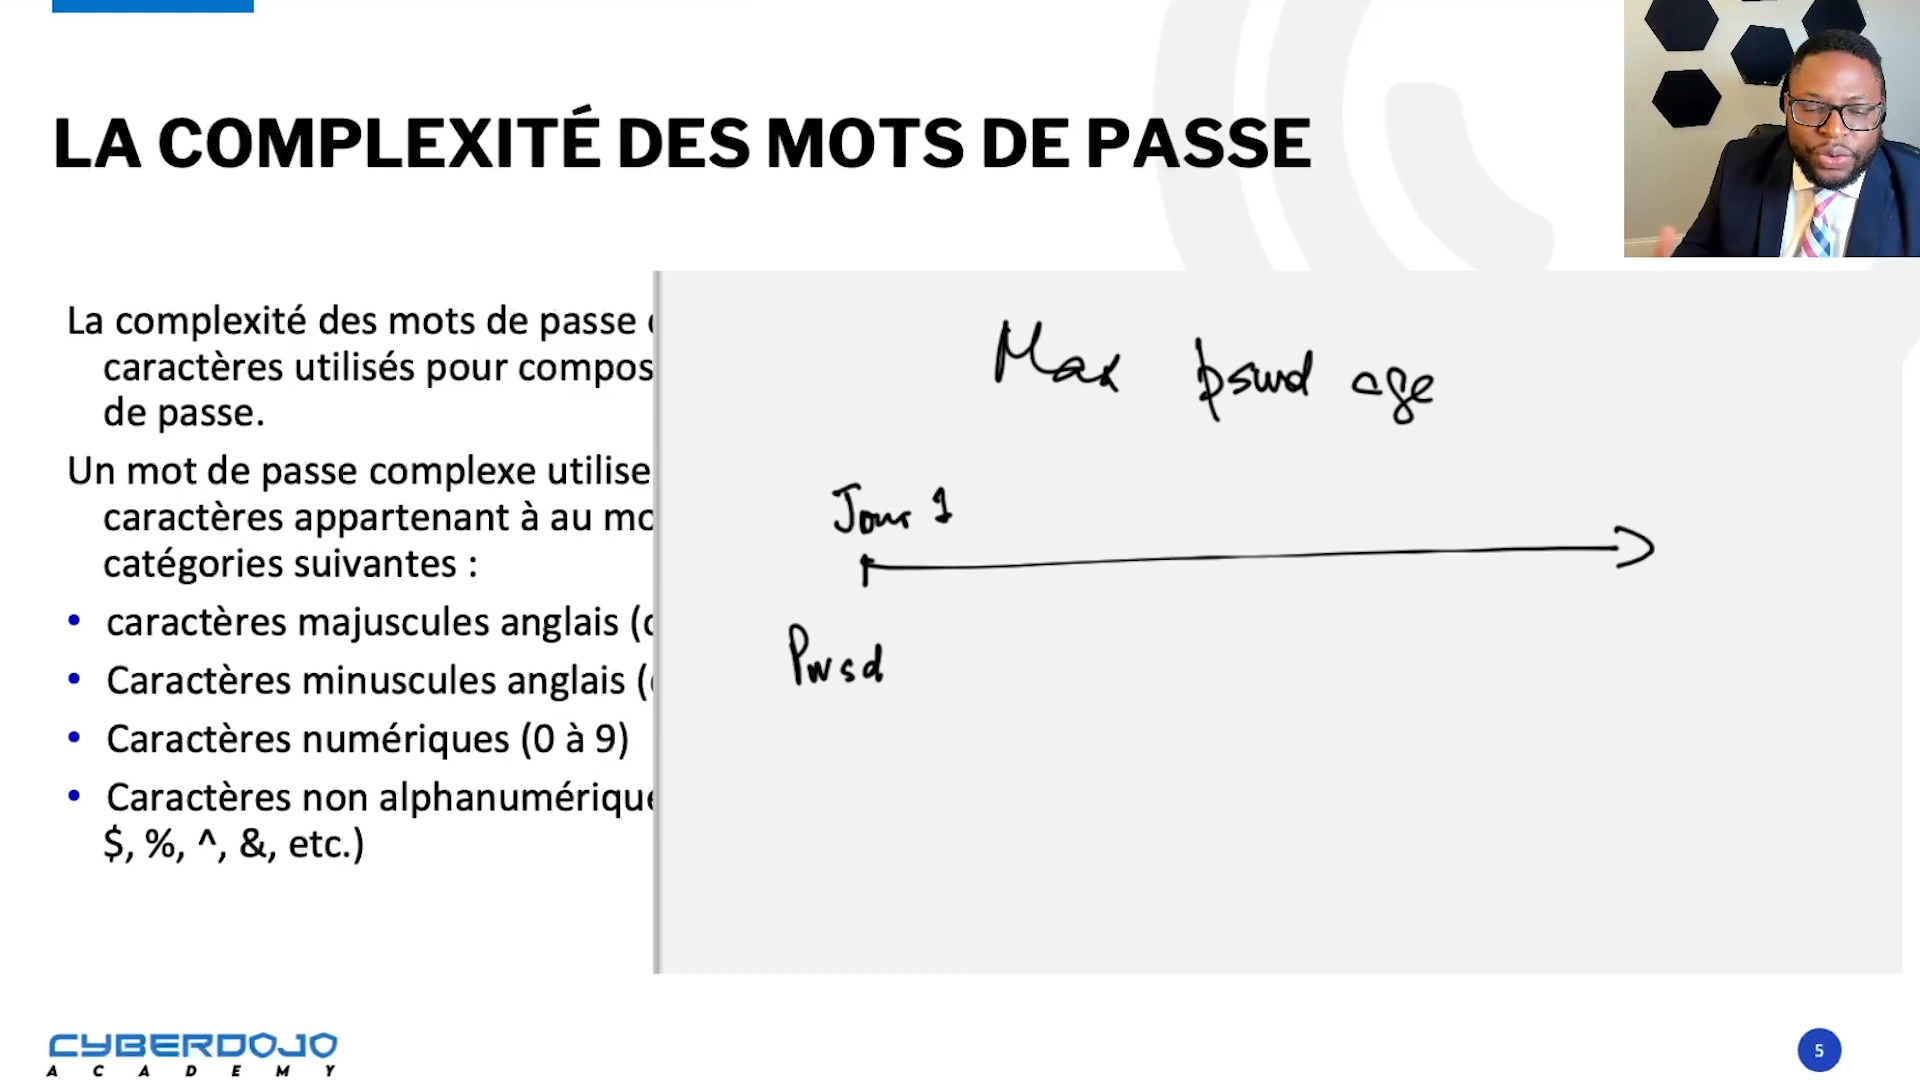 LA COMPLEXITÉ DES MOTS DE PASSE
La complexité des mots de passe
caractères utilisés pour compos
de passe.
Un mot de passe complexe utilise
caractères appartenant à au mo
catégories suivantes :
• caractères majuscules anglais (
• Caractères minuscules anglais (
• Caractères numériques (0 à 9)
• Caractères non alphanumérique
$, %, ^, &, etc.)
Max pswd age
Jour 1
Pwsd
CYBERDOJO
ACADEMY
5